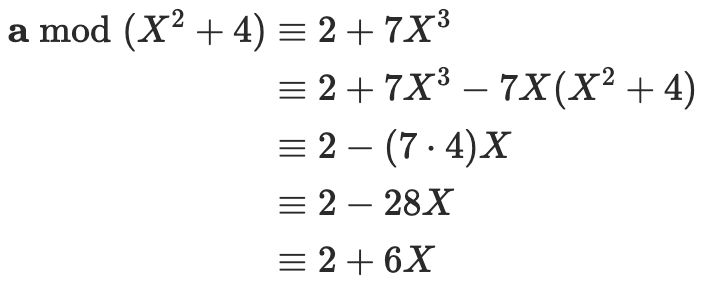 a mod (X² + 4) ≡ 2 + 7X³
≡ 2 + 7X³ − 7X(X² + 4)
≡ 2 − (7 · 4)X
≡ 2 − 28X
≡ 2 + 6X